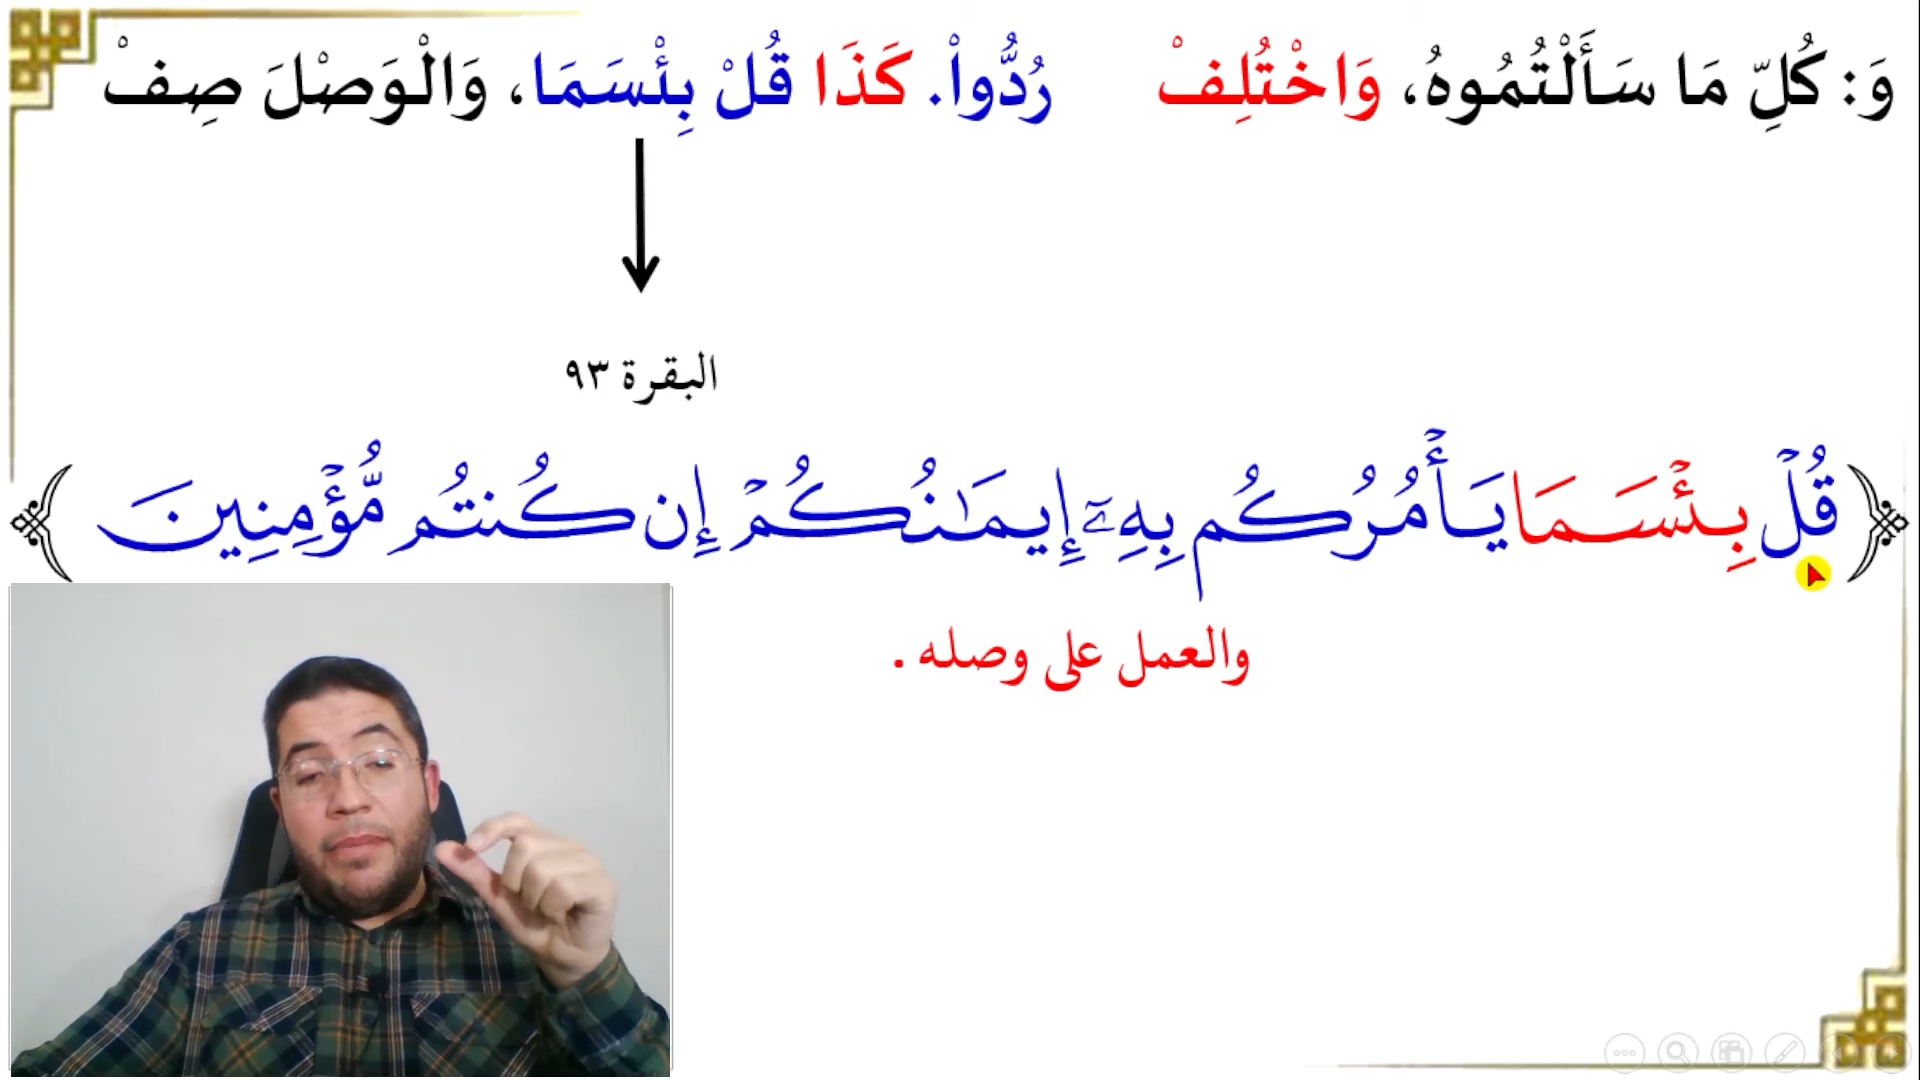 وَ: كُلِّ مَا سَأَلْتُمُوهُ، وَاخْتُلِفْ رُدُّواْ. كَذَا قُلْ بِئْسَمَا، وَالْوَصْلَ صِفْ
البقرة ٩٣
﴿قُلۡ بِئۡسَمَا يَأۡمُرُكُم بِهِۦٓ إِيمَٰنُكُمۡ إِن كُنتُم مُّؤۡمِنِينَ﴾
والعمل على وصله .